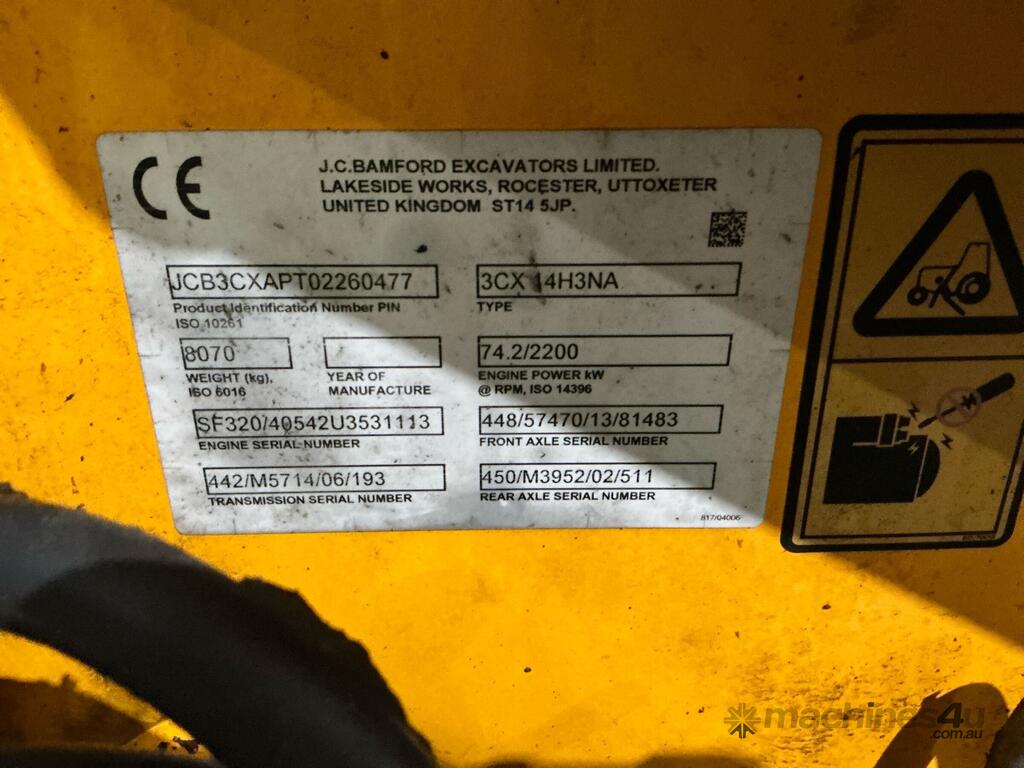 CE
J.C.BAMFORD EXCAVATORS LIMITED.
LAKESIDE WORKS, ROCESTER, UTTOXETER
UNITED KINGDOM ST14 5JP.
JCB3CXAPT02260477
Product Identification Number PIN
ISO 10261
3CX 14H3NA
TYPE
8070
WEIGHT (kg),
ISO 6016
YEAR OF
MANUFACTURE
74.2/2200
ENGINE POWER kW
@ RPM, ISO 14396
SF320/40542U3531113
ENGINE SERIAL NUMBER
448/57470/13/81483
FRONT AXLE SERIAL NUMBER
442/M5714/06/193
TRANSMISSION SERIAL NUMBER
450/M3952/02/511
REAR AXLE SERIAL NUMBER
817/04006
machines4u
.com.au